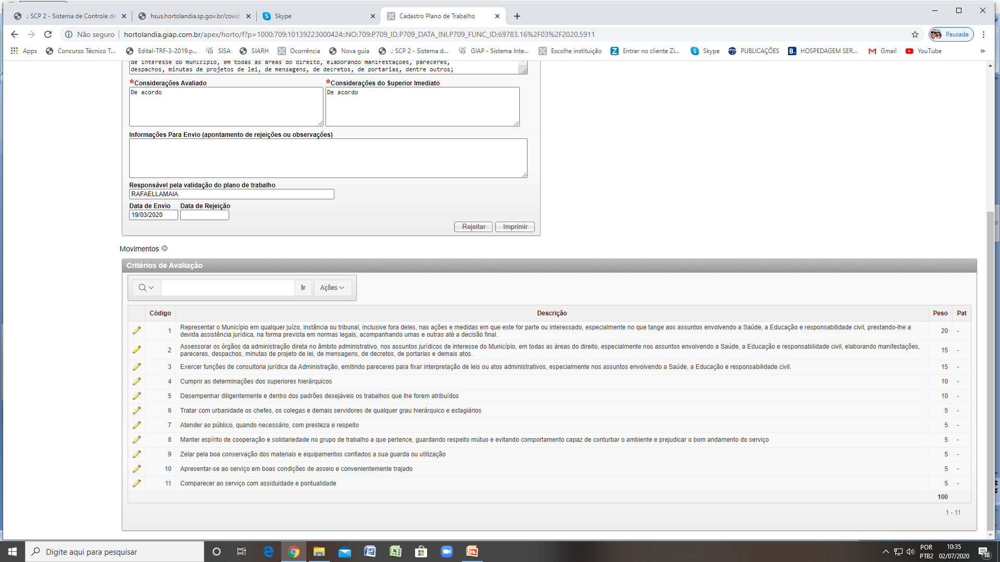 .: SCP 2 - Sistema de Controle de
hsus.hortolandia.sp.gov.br/covid_
Skype
Cadastro Plano de Trabalho
Não seguro
hortolandia.giap.com.br/apex/horto/f?p=1000:709:10139223000424::NO:709:P709_ID,P709_DATA_INI,P709_FUNC_ID:69783,16%2F03%2F2020,5911
Pausada
Apps
Concurso Técnico T...
Edital-TRF-3-2019.p...
SISA
SIARH
Ocorrência
Nova guia
.: SCP 2 - Sistema d...
GIAP - Sistema Inte...
Escolhe instituição
Entrar no cliente Zi...
Skype
PUBLICAÇÕES
HOSPEDAGEM SER...
Gmail
YouTube
»
de interesse do município, em todas as áreas do direito, elaborando manifestações, pareceres,
despachos, minutas de projetos de lei, de mensagens, de decretos, de portarias, dentre outros;
*Considerações Avaliado
*Considerações do Superior Imediato
De acordo
De acordo
Informações Para Envio (apontamento de rejeições ou observações)
Responsável pela validação do plano de trabalho
RAFAELLAMAIA
Data de Envio
Data de Rejeição
19/03/2020
Rejeitar
Imprimir
Movimentos
Critérios de Avaliação
Ir
Ações
Código
Descrição
Peso
Pat
1
Representar o Município em qualquer juízo, instância ou tribunal, inclusive fora deles, nas ações e medidas em que este for parte ou interessado, especialmente no que tange aos assuntos envolvendo a Saúde, a Educação e responsabilidade civil, prestando-lhe a
devida assistência jurídica, na forma prevista em normas legais, acompanhando umas e outras até a decisão final.
20 -
2
Assessorar os órgãos da administração direta no âmbito administrativo, nos assuntos jurídicos de interesse do Município, em todas as áreas do direito, especialmente nos assuntos envolvendo a Saúde, a Educação e responsabilidade civil, elaborando manifestações,
pareceres, despachos, minutas de projeto de lei, de mensagens, de decretos, de portarias e demais atos.
15 -
3 Exercer funções de consultoria jurídica da Administração, emitindo pareceres para fixar interpretação de leis ou atos administrativos, especialmente nos assuntos envolvendo a Saúde, a Educação e responsabilidade civil. 15 -
4 Cumprir as determinações dos superiores hierárquicos 10 -
5 Desempenhar diligentemente e dentro dos padrões desejáveis os trabalhos que lhe forem atribuídos 10 -
6 Tratar com urbanidade os chefes, os colegas e demais servidores de qualquer grau hierárquico e estagiários 5 -
7 Atender ao público, quando necessário, com presteza e respeito 5 -
8 Manter espírito de cooperação e solidariedade no grupo de trabalho a que pertence, guardando respeito mútuo e evitando comportamento capaz de conturbar o ambiente e prejudicar o bom andamento do serviço 5 -
9 Zelar pela boa conservação dos materiais e equipamentos confiados a sua guarda ou utilização 5 -
10 Apresentar-se ao serviço em boas condições de asseio e convenientemente trajado 5 -
11 Comparecer ao serviço com assiduidade e pontualidade 5 -
100
1 - 11
Digite aqui para pesquisar
POR
PTB2
10:35
02/07/2020
18